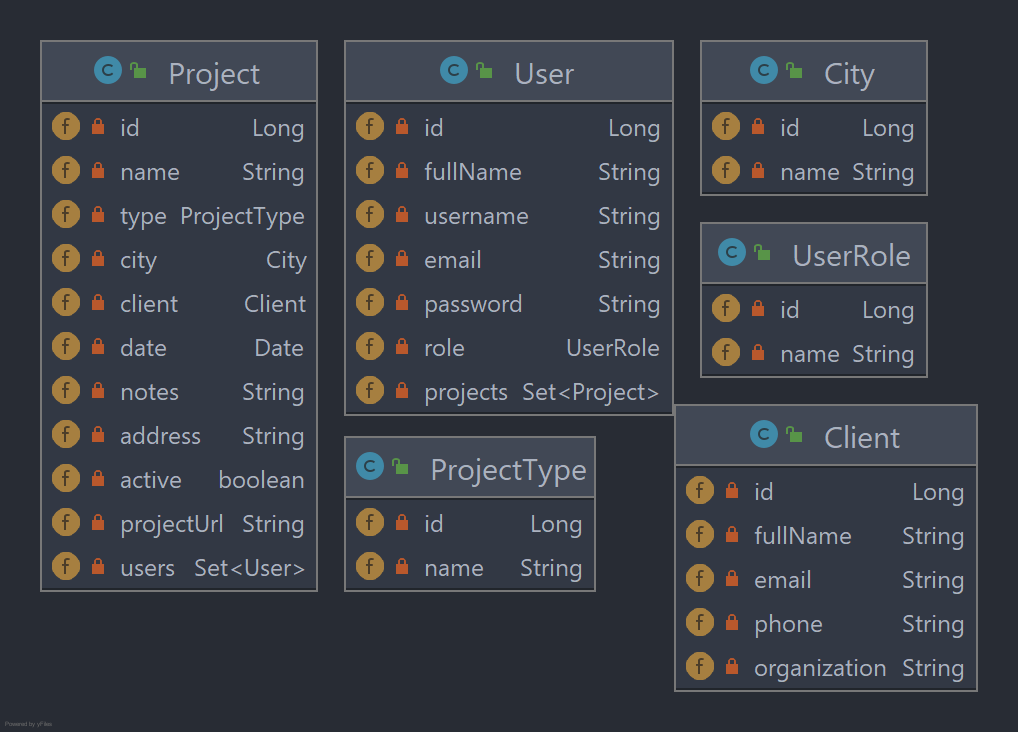 Project
id Long
name String
type ProjectType
city City
client Client
date Date
notes String
address String
active boolean
projectUrl String
users Set<User>
User
id Long
fullName String
username String
email String
password String
role UserRole
projects Set<Project>
City
id Long
name String
UserRole
id Long
name String
ProjectType
id Long
name String
Client
id Long
fullName String
email String
phone String
organization String
Powered by yFiles